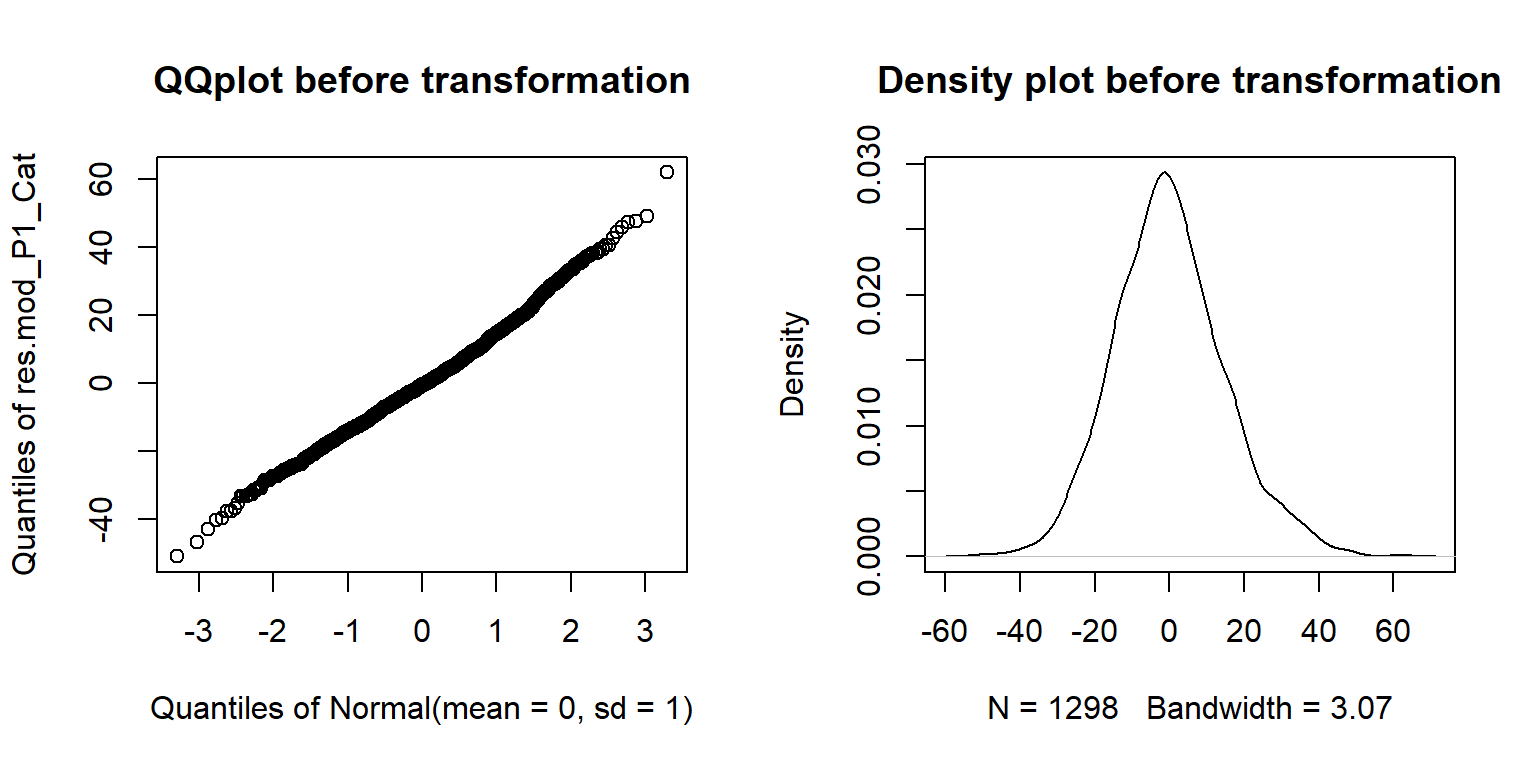 QQplot before transformation
Quantiles of res.mod_P1_Cat
60
40
20
0
-40
-3 -2 -1 0 1 2 3
Quantiles of Normal(mean = 0, sd = 1)
Density plot before transformation
Density
0.030
0.020
0.010
0.000
-60 -40 -20 0 20 40 60
N = 1298 Bandwidth = 3.07